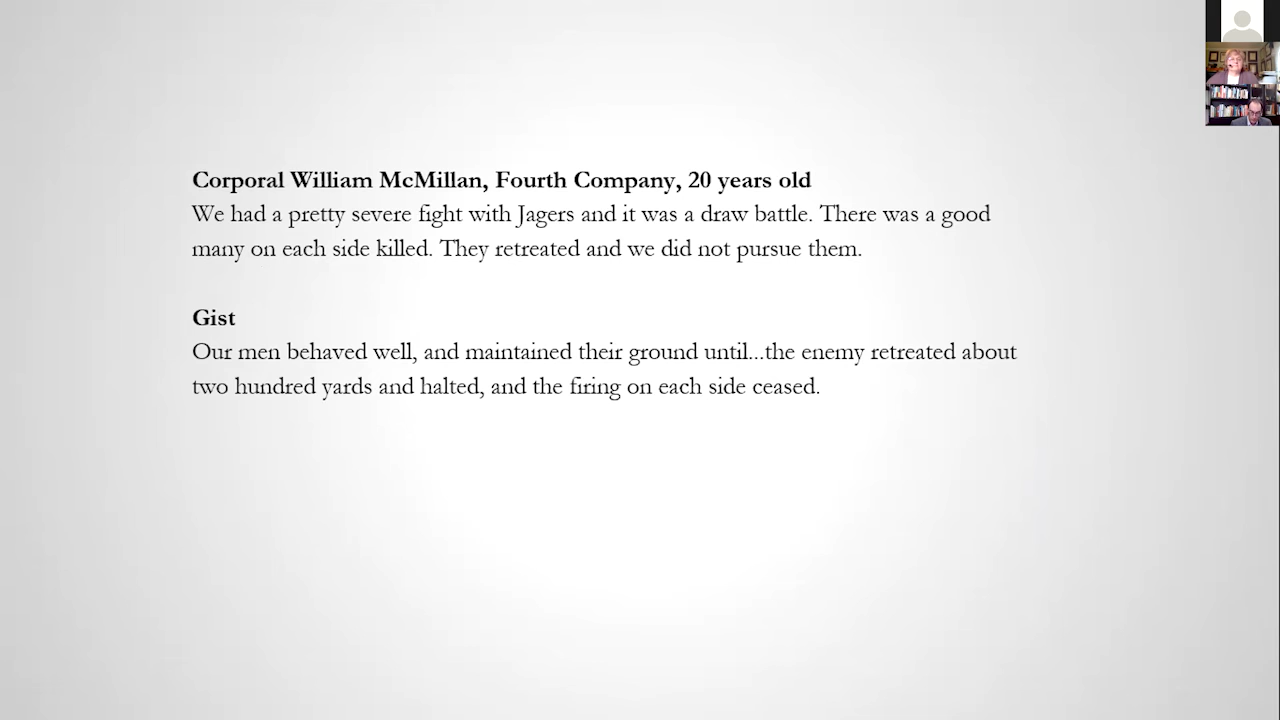 Corporal William McMillan, Fourth Company, 20 years old
We had a pretty severe fight with Jagers and it was a draw battle. There was a good
many on each side killed. They retreated and we did not pursue them.
Gist
Our men behaved well, and maintained their ground until...the enemy retreated about
two hundred yards and halted, and the firing on each side ceased.